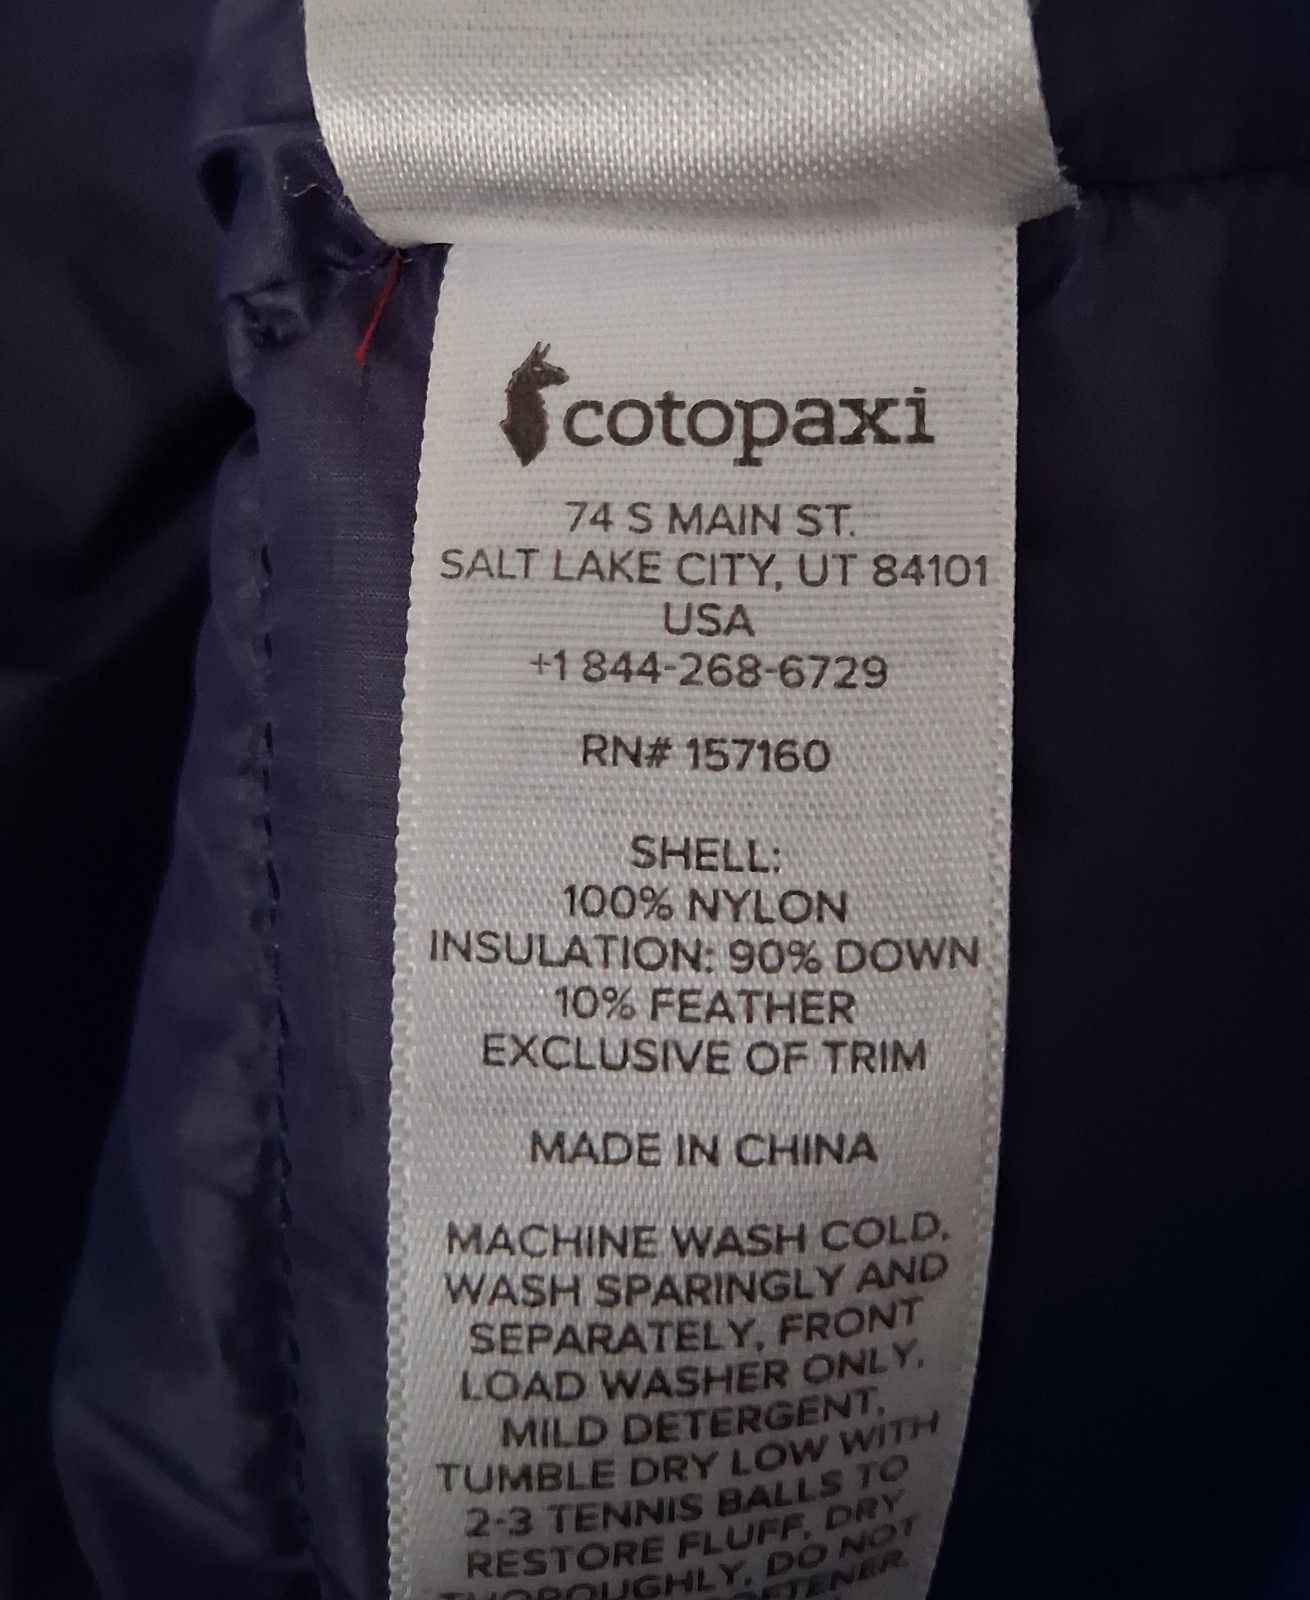 cotopaxi
74 S MAIN ST.
SALT LAKE CITY, UT 84101
USA
+1 844-268-6729
RN# 157160
SHELL:
100% NYLON
INSULATION: 90% DOWN
10% FEATHER
EXCLUSIVE OF TRIM
MADE IN CHINA
MACHINE WASH COLD,
WASH SPARINGLY AND
SEPARATELY, FRONT
LOAD WASHER ONLY,
MILD DETERGENT,
TUMBLE DRY LOW WITH
2-3 TENNIS BALLS TO
RESTORE FLUFF, DRY
THOROUGHLY, DO NOT
SOFTENER.